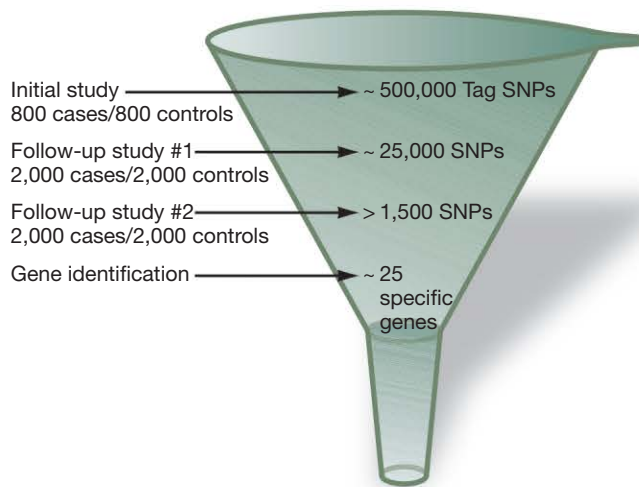 Initial study ~ 500,000 Tag SNPs
800 cases/800 controls
Follow-up study #1 ~ 25,000 SNPs
2,000 cases/2,000 controls
Follow-up study #2 > 1,500 SNPs
2,000 cases/2,000 controls
Gene identification ~ 25
specific
genes